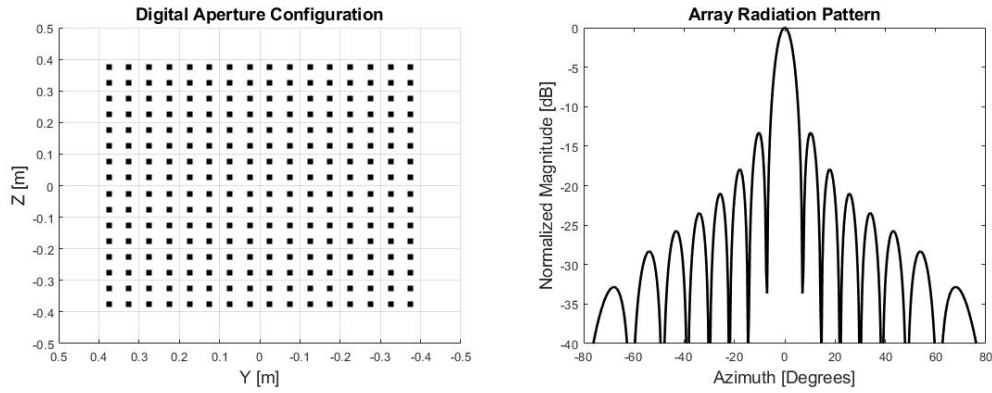 Digital Aperture Configuration
0.5
0.4
0.3
0.2
0.1
0
-0.1
-0.2
-0.3
-0.4
-0.5
Z [m]
0.5 0.4 0.3 0.2 0.1 0 -0.1 -0.2 -0.3 -0.4 -0.5
Y [m]
Array Radiation Pattern
0
-5
-10
-15
-20
-25
-30
-35
-40
Normalized Magnitude [dB]
-80 -60 -40 -20 0 20 40 60 80
Azimuth [Degrees]